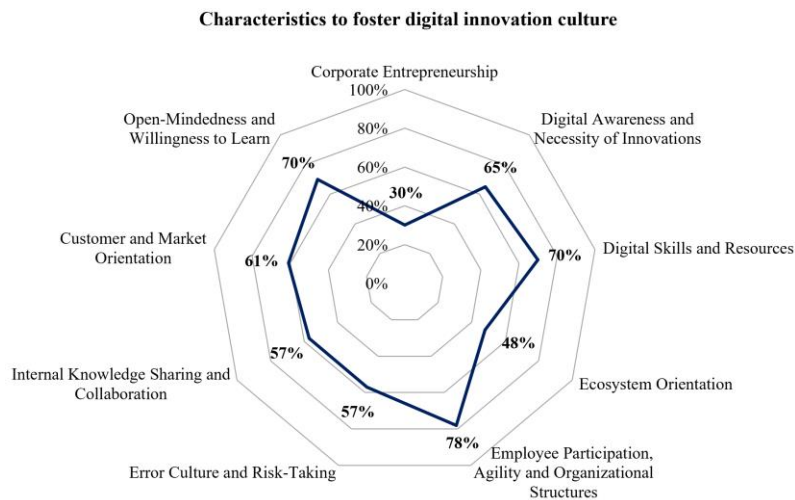 Characteristics to foster digital innovation culture
Corporate Entrepreneurship
100%
80%
60%
40%
20%
0%
30%
Digital Awareness and
Necessity of Innovations
65%
Digital Skills and Resources
70%
Ecosystem Orientation
48%
Employee Participation,
Agility and Organizational
Structures
78%
Error Culture and Risk-Taking
57%
Internal Knowledge Sharing and
Collaboration
57%
Customer and Market
Orientation
61%
Open-Mindedness and
Willingness to Learn
70%